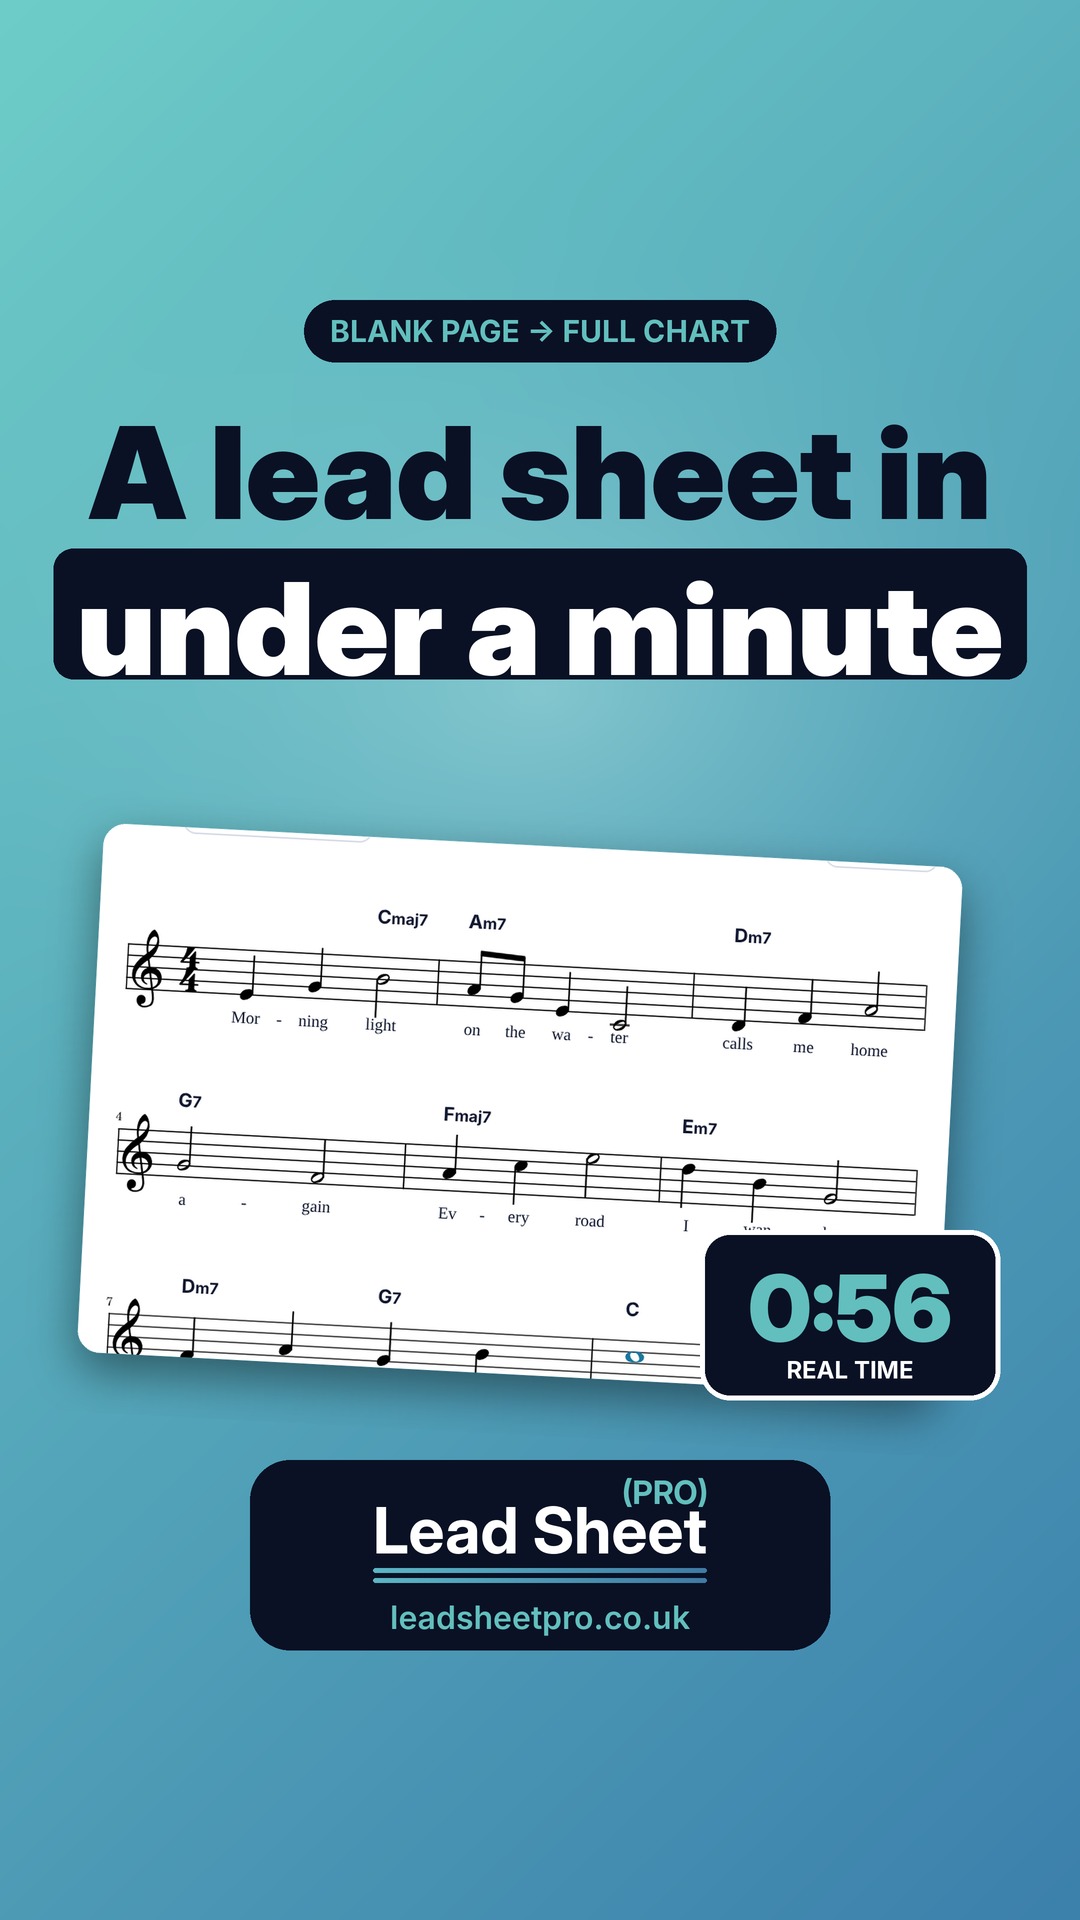 BLANK PAGE → FULL CHART
A lead sheet in
under a minute
Cmaj7 Am7 Dm7
4
4
Mor - ning light on the wa - ter calls me home
4
G7 Fmaj7 Em7
a - gain Ev - ery road I
7
Dm7 G7 C
0:56
REAL TIME
(PRO)
Lead Sheet
leadsheetpro.co.uk